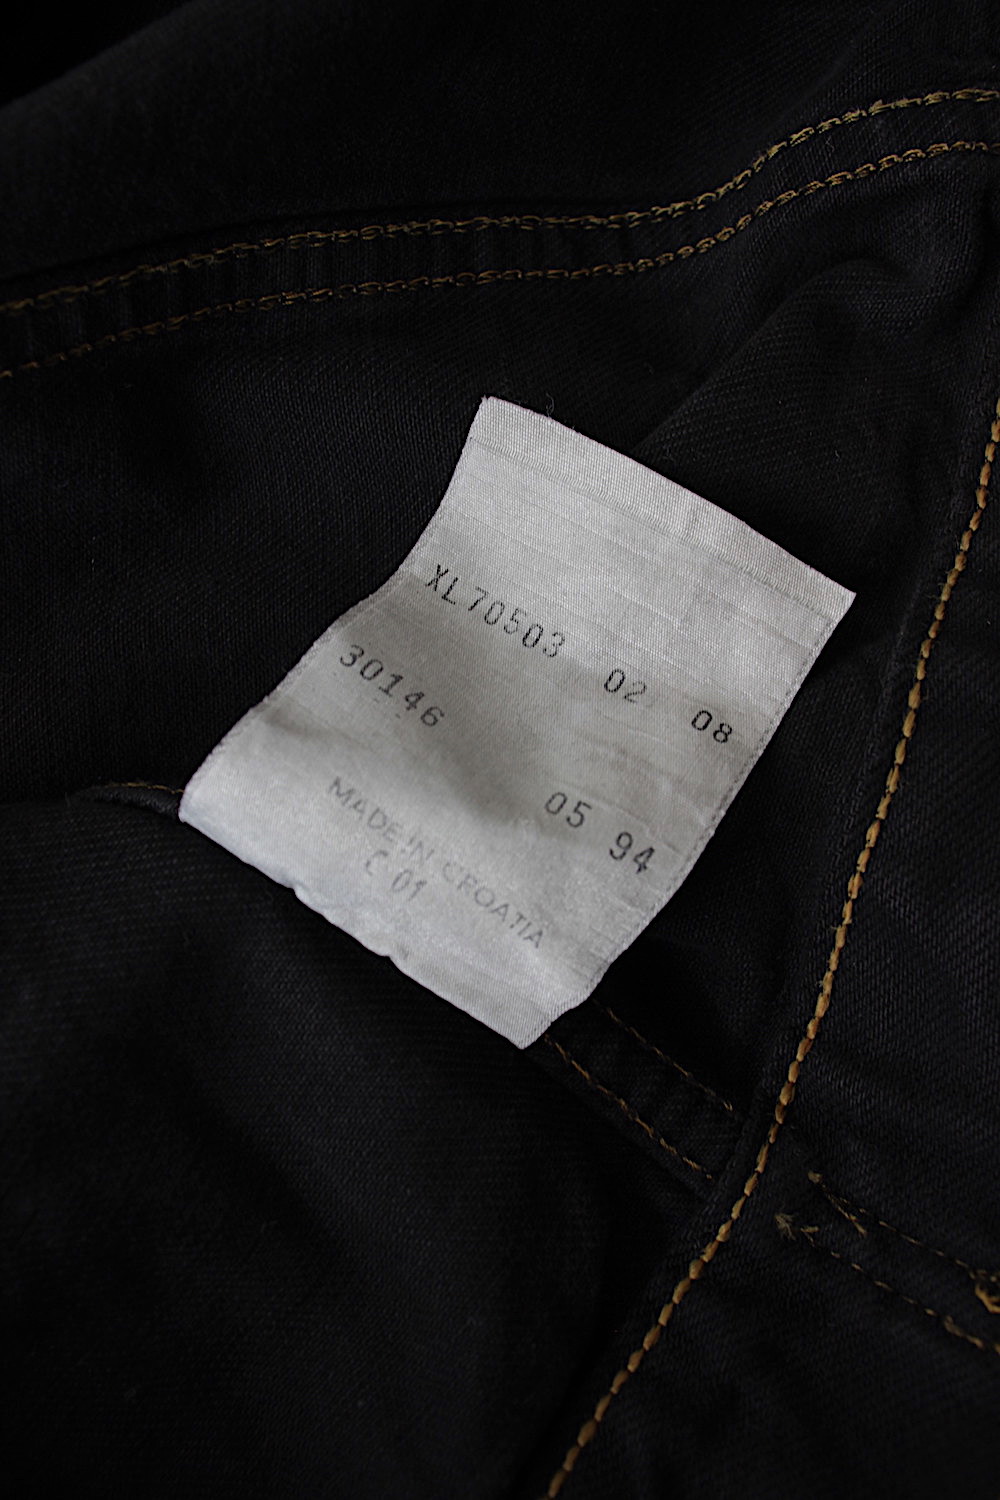 XL70503 02 08
30146 05 94
MADE IN CROATIA
C 01